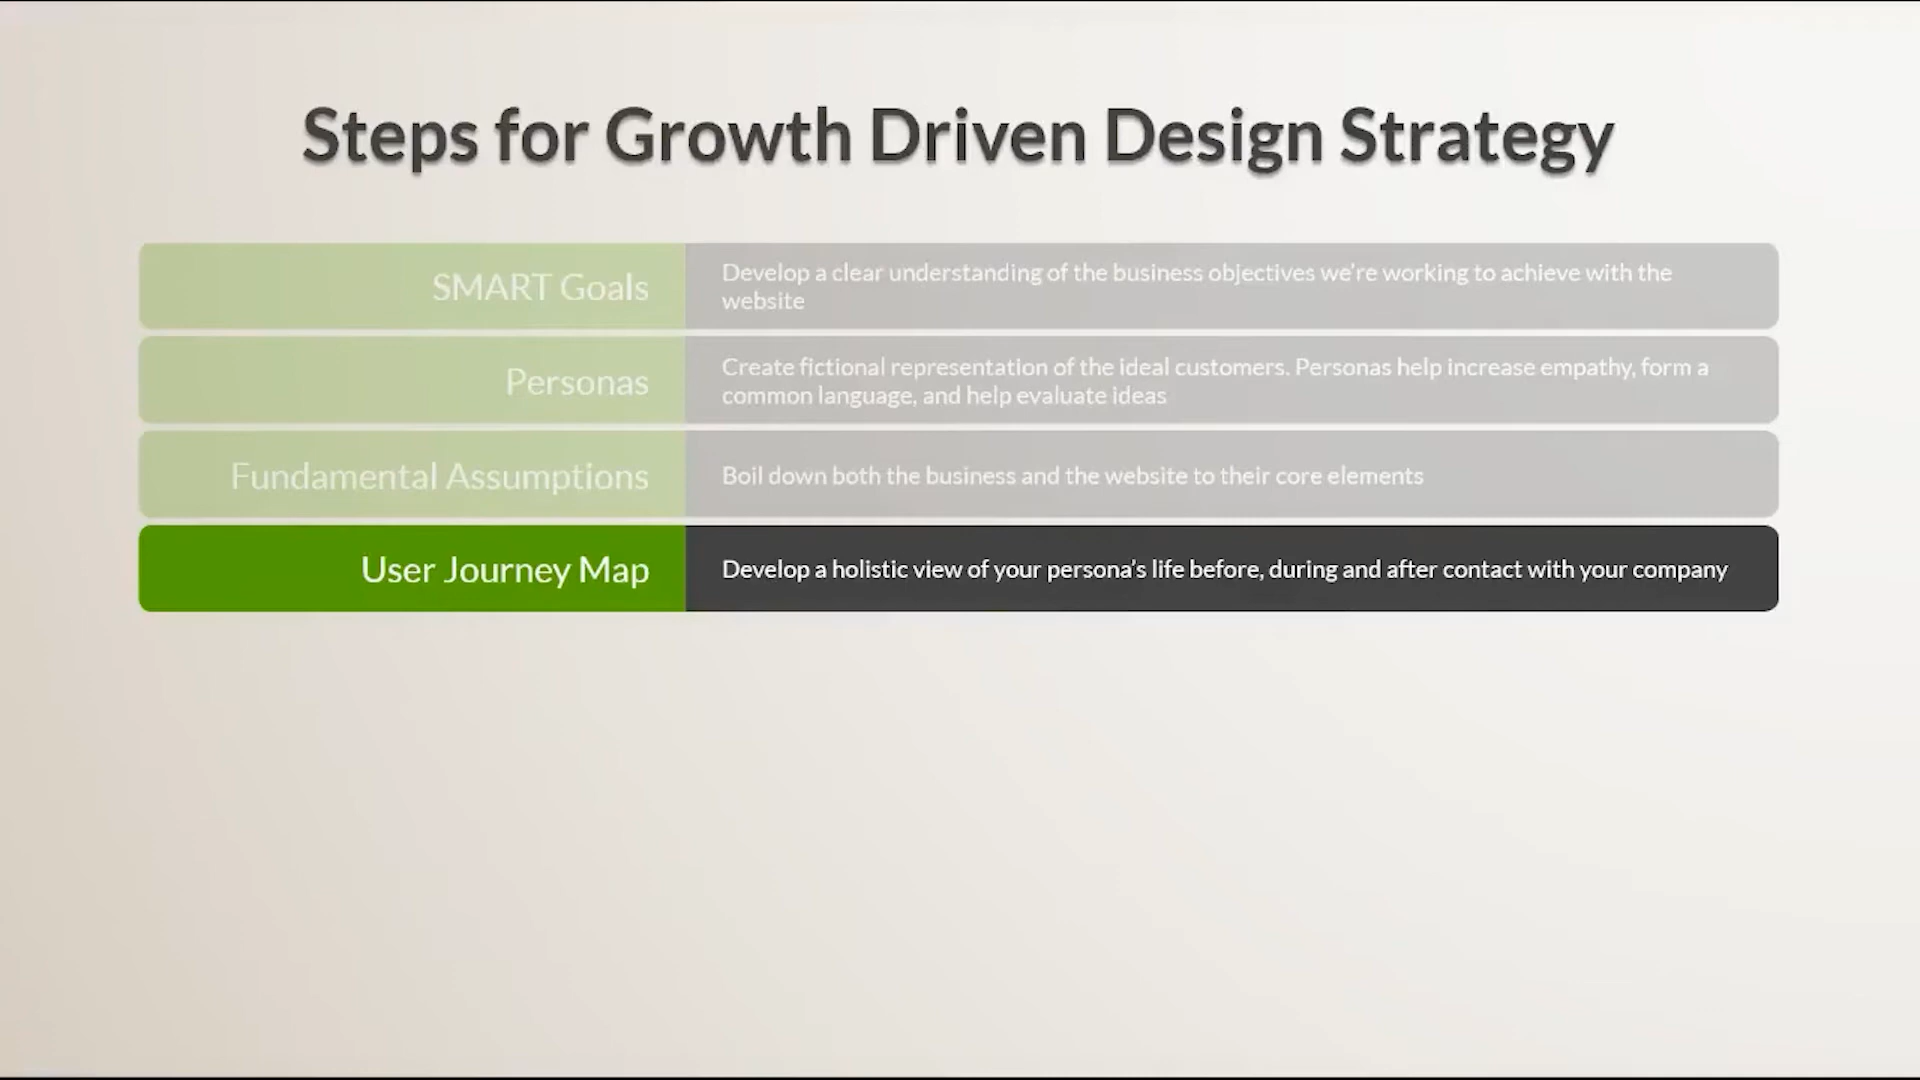 Steps for Growth Driven Design Strategy
SMART Goals
Develop a clear understanding of the business objectives we're working to achieve with the
website
Personas
Create fictional representation of the ideal customers. Personas help increase empathy, form a
common language, and help evaluate ideas
Fundamental Assumptions
Boil down both the business and the website to their core elements
User Journey Map
Develop a holistic view of your persona's life before, during and after contact with your company